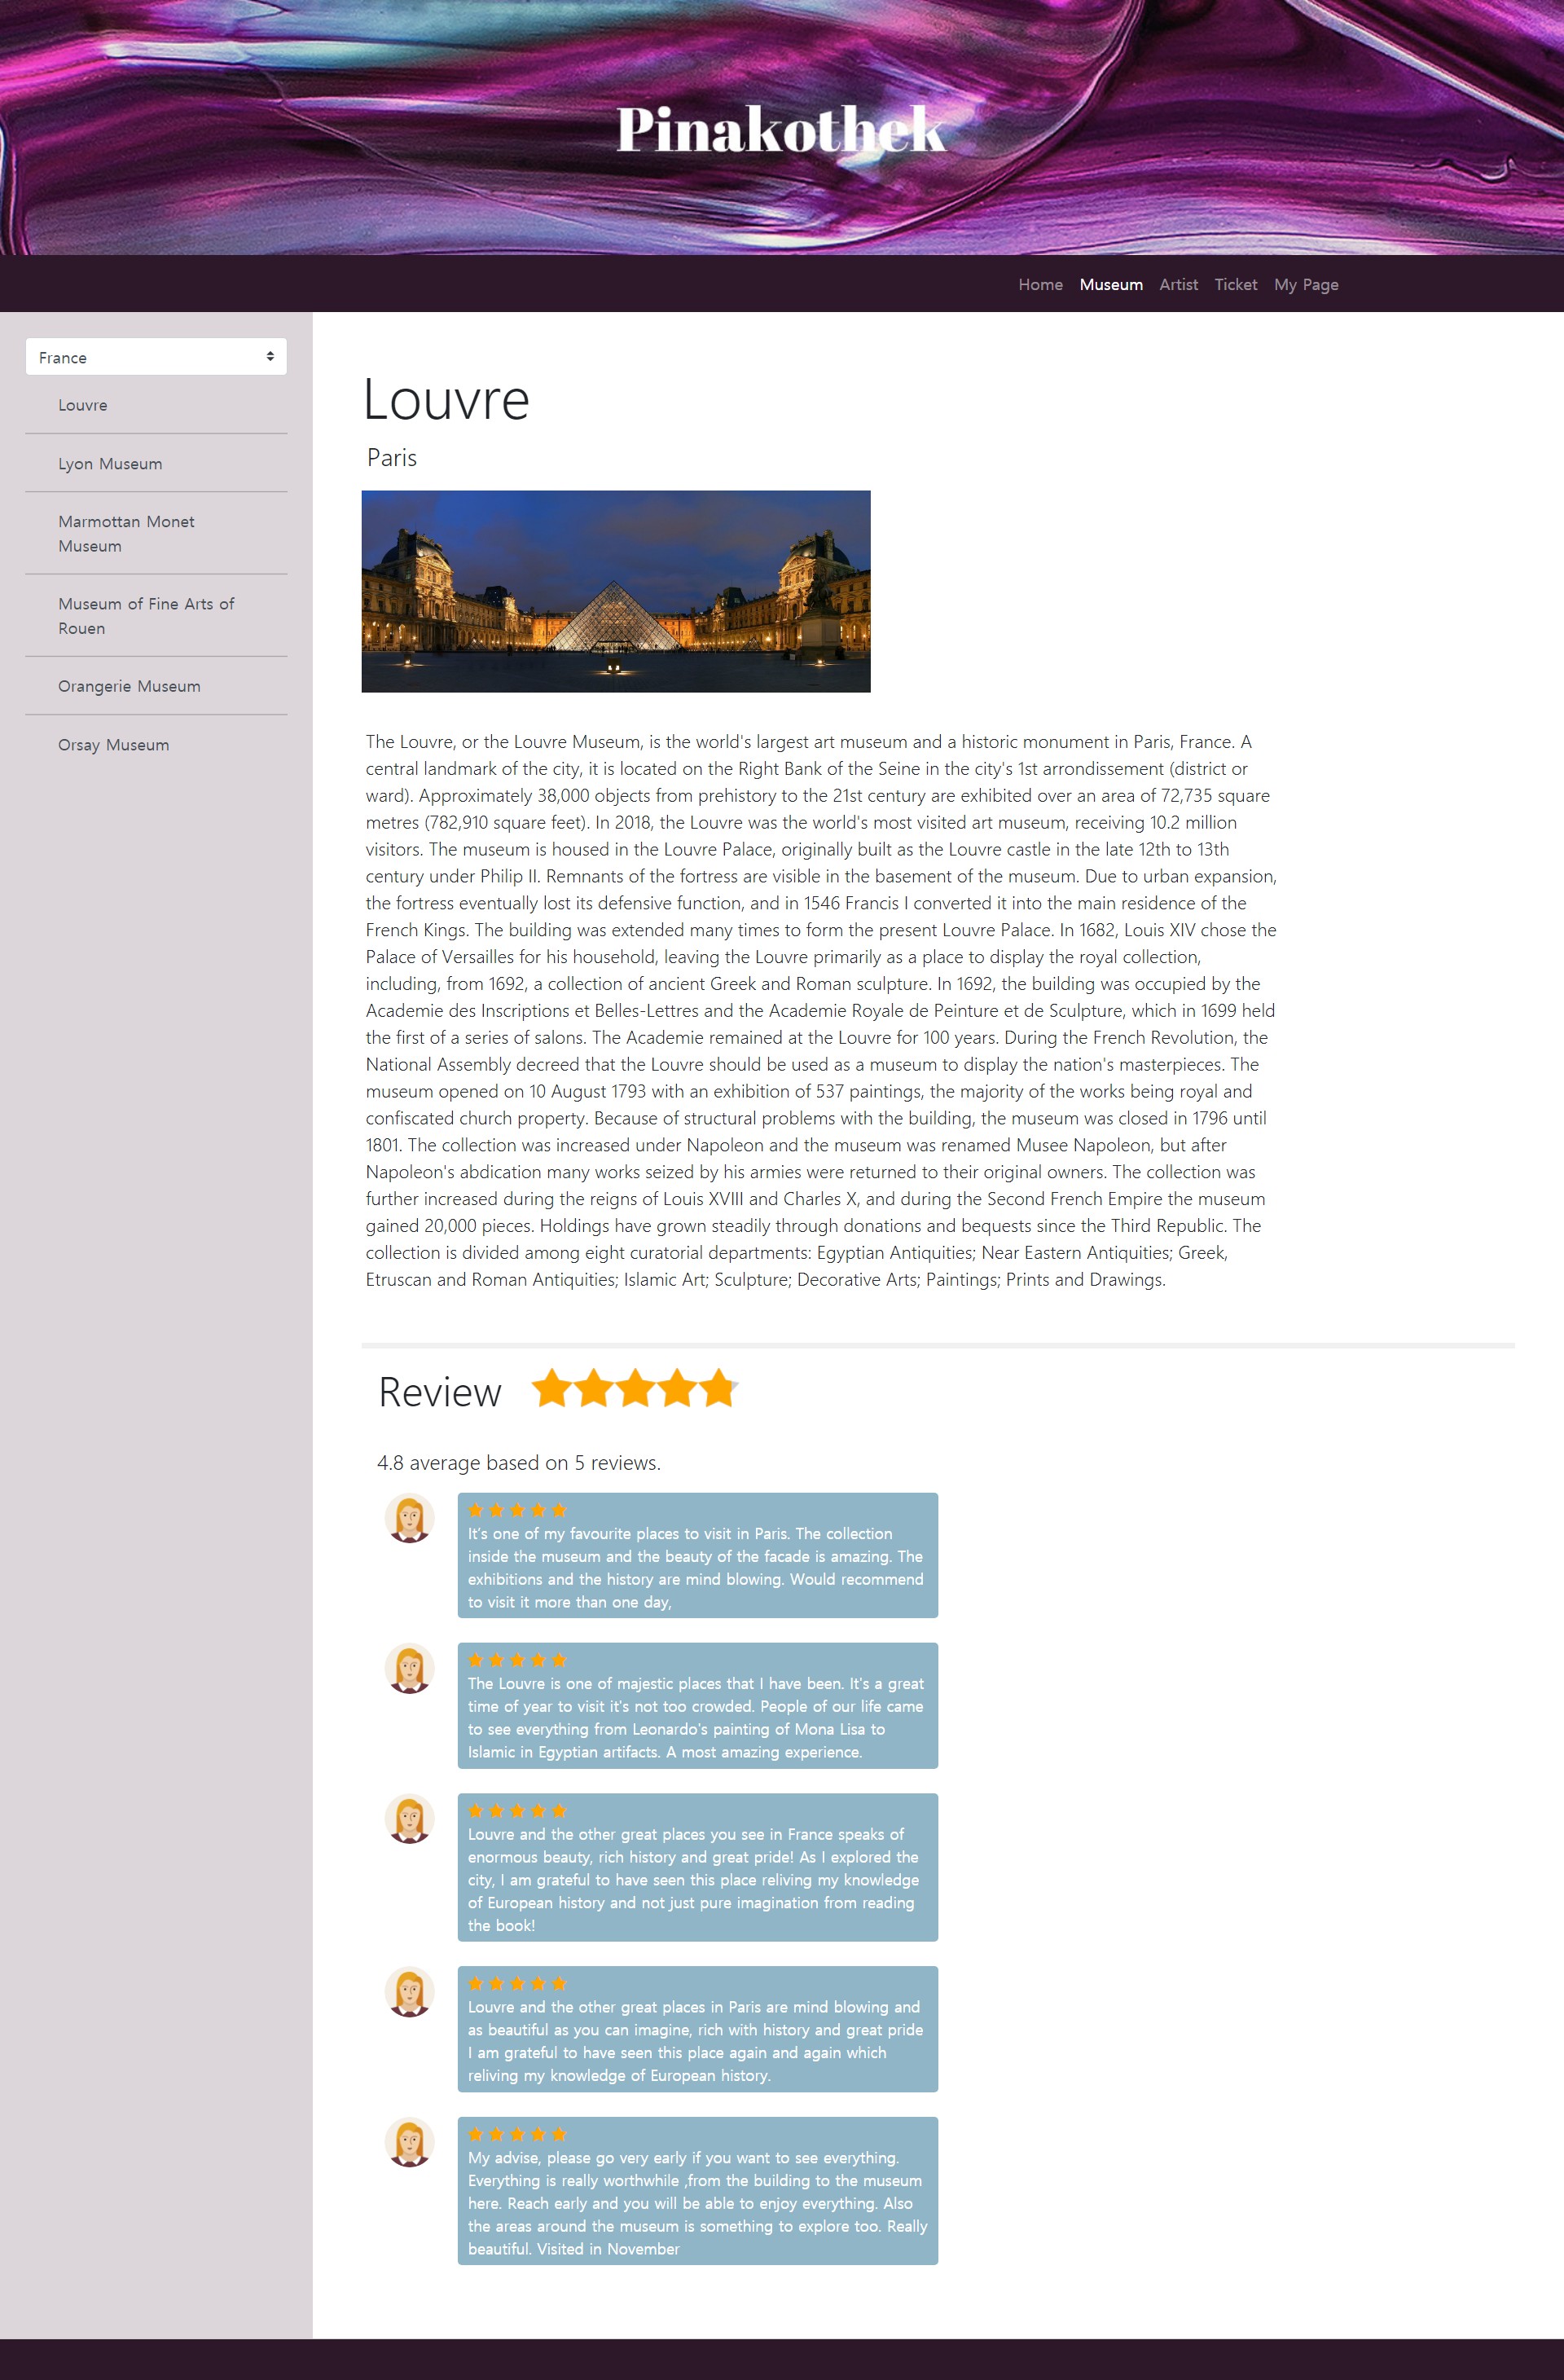 Pinakothek
Home Museum Artist Ticket My Page
France
Louvre
Lyon Museum
Marmottan Monet
Museum
Museum of Fine Arts of
Rouen
Orangerie Museum
Orsay Museum
Louvre
Paris
The Louvre, or the Louvre Museum, is the world's largest art museum and a historic monument in Paris, France. A
central landmark of the city, it is located on the Right Bank of the Seine in the city's 1st arrondissement (district or
ward). Approximately 38,000 objects from prehistory to the 21st century are exhibited over an area of 72,735 square
metres (782,910 square feet). In 2018, the Louvre was the world's most visited art museum, receiving 10.2 million
visitors. The museum is housed in the Louvre Palace, originally built as the Louvre castle in the late 12th to 13th
century under Philip II. Remnants of the fortress are visible in the basement of the museum. Due to urban expansion,
the fortress eventually lost its defensive function, and in 1546 Francis I converted it into the main residence of the
French Kings. The building was extended many times to form the present Louvre Palace. In 1682, Louis XIV chose the
Palace of Versailles for his household, leaving the Louvre primarily as a place to display the royal collection,
including, from 1692, a collection of ancient Greek and Roman sculpture. In 1692, the building was occupied by the
Academie des Inscriptions et Belles-Lettres and the Academie Royale de Peinture et de Sculpture, which in 1699 held
the first of a series of salons. The Academie remained at the Louvre for 100 years. During the French Revolution, the
National Assembly decreed that the Louvre should be used as a museum to display the nation's masterpieces. The
museum opened on 10 August 1793 with an exhibition of 537 paintings, the majority of the works being royal and
confiscated church property. Because of structural problems with the building, the museum was closed in 1796 until
1801. The collection was increased under Napoleon and the museum was renamed Musee Napoleon, but after
Napoleon's abdication many works seized by his armies were returned to their original owners. The collection was
further increased during the reigns of Louis XVIII and Charles X, and during the Second French Empire the museum
gained 20,000 pieces. Holdings have grown steadily through donations and bequests since the Third Republic. The
collection is divided among eight curatorial departments: Egyptian Antiquities; Near Eastern Antiquities; Greek,
Etruscan and Roman Antiquities; Islamic Art; Sculpture; Decorative Arts; Paintings; Prints and Drawings.
Review
4.8 average based on 5 reviews.
It's one of my favourite places to visit in Paris. The collection
inside the museum and the beauty of the facade is amazing. The
exhibitions and the history are mind blowing. Would recommend
to visit it more than one day,
The Louvre is one of majestic places that I have been. It's a great
time of year to visit it's not too crowded. People of our life came
to see everything from Leonardo's painting of Mona Lisa to
Islamic in Egyptian artifacts. A most amazing experience.
Louvre and the other great places you see in France speaks of
enormous beauty, rich history and great pride! As I explored the
city, I am grateful to have seen this place reliving my knowledge
of European history and not just pure imagination from reading
the book!
Louvre and the other great places in Paris are mind blowing and
as beautiful as you can imagine, rich with history and great pride
I am grateful to have seen this place again and again which
reliving my knowledge of European history.
My advise, please go very early if you want to see everything.
Everything is really worthwhile ,from the building to the museum
here. Reach early and you will be able to enjoy everything. Also
the areas around the museum is something to explore too. Really
beautiful. Visited in November